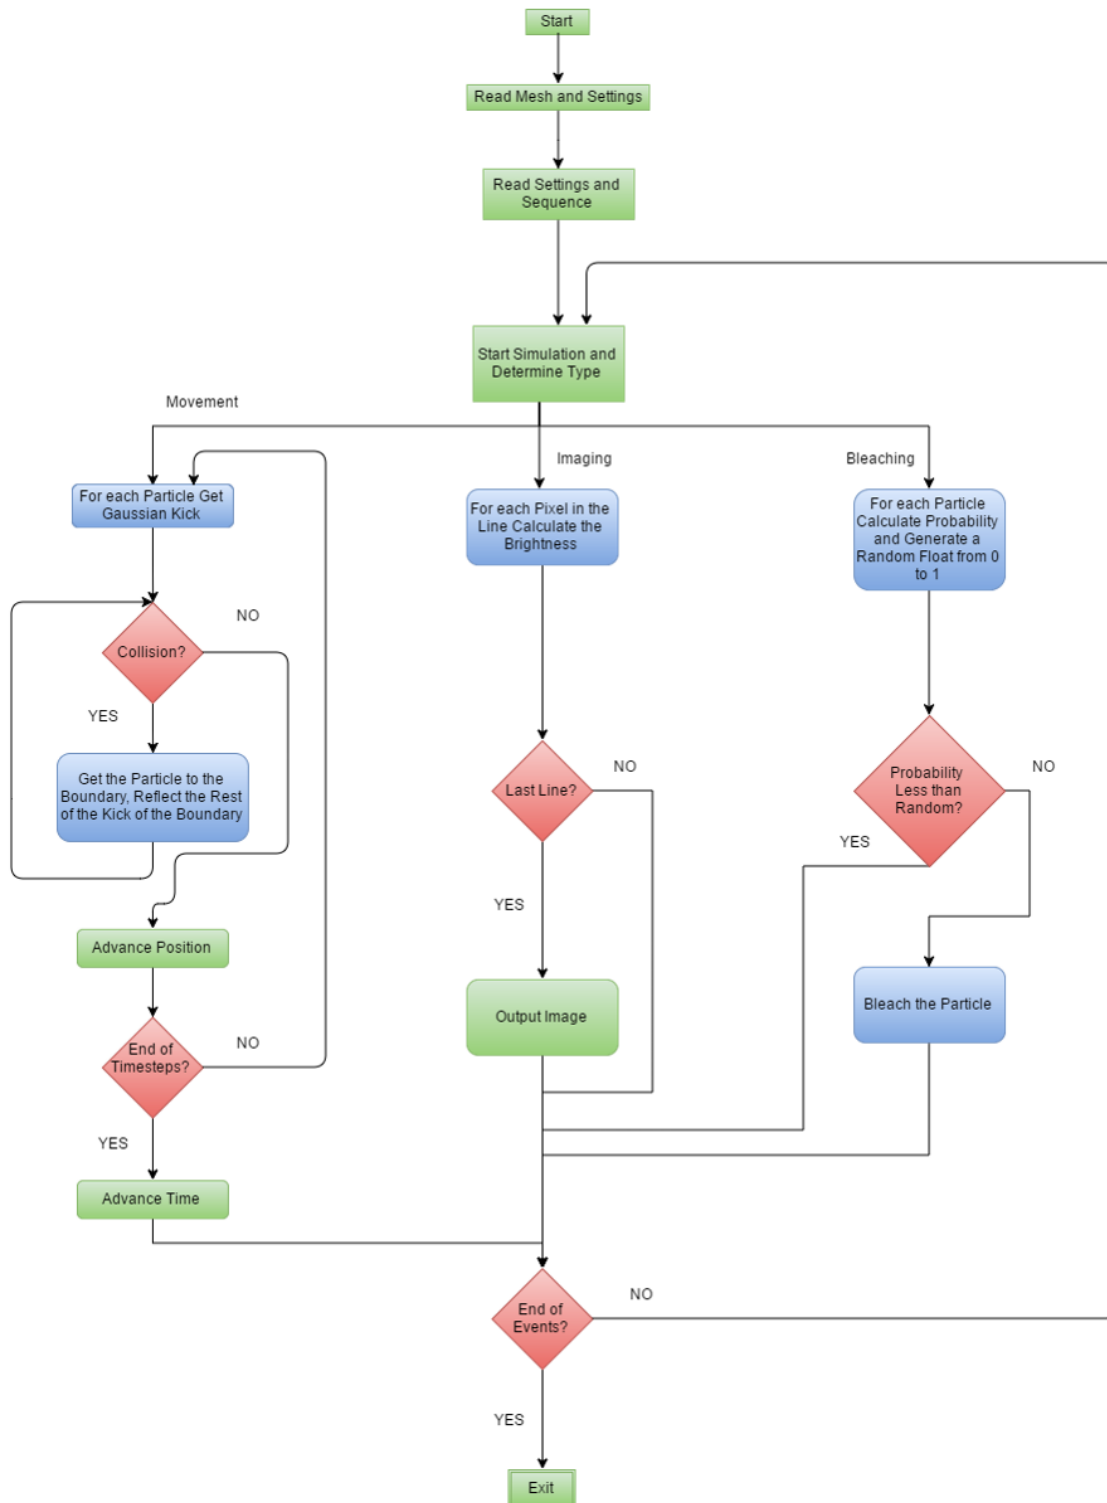 Start
Read Mesh and Settings
Read Settings and
Sequence
Start Simulation and
Determine Type
Movement
Imaging
Bleaching
For each Particle Get
Gaussian Kick
For each Pixel in the
Line Calculate the
Brightness
For each Particle
Calculate Probability
and Generate a
Random Float from 0
to 1
NO
Collision?
YES
Get the Particle to the
Boundary, Reflect the Rest
of the Kick of the Boundary
Last Line?
NO
YES
Probability
Less than
Random?
NO
YES
Advance Position
Output Image
Bleach the Particle
End of
Timesteps?
NO
YES
Advance Time
End of
Events?
NO
YES
Exit